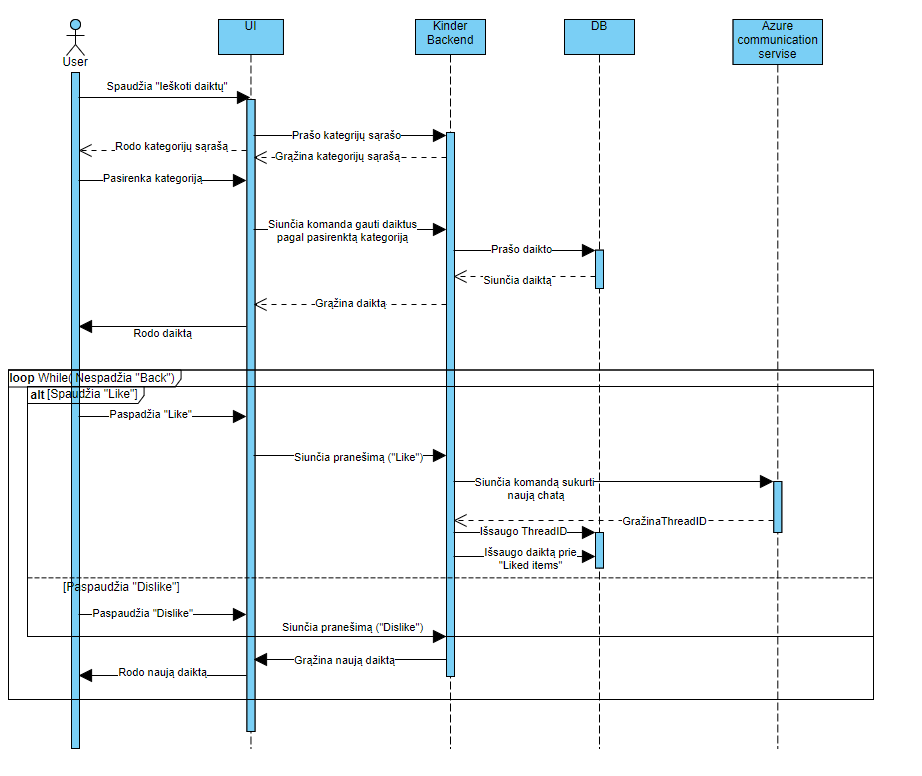 User
UI
Kinder
Backend
DB
Azure
communication
servise
Spaudžia "Ieškoti daiktų"
Prašo kategrijų sąrašo
Rodo kategorijų sąrašą
Grąžina kategorijų sąrašą
Pasirenka kategoriją
Siunčia komanda gauti daiktus
pagal pasirenktą kategoriją
Prašo daikto
Siunčia daiktą
Grąžina daiktą
Rodo daiktą
loop While( Nespadžia "Back")
alt [Spaudžia "Like"]
Paspadžia "Like"
Siunčia pranešimą ("Like")
Siunčia komandą sukurti
naują chatą
GražinaThreadID
Išsaugo ThreadID
Išsaugo daiktą prie
"Liked items"
[Paspaudžia "Dislike"]
Paspaudžia "Dislike"
Siunčia pranešimą ("Dislike")
Grąžina naują daiktą
Rodo naują daiktą